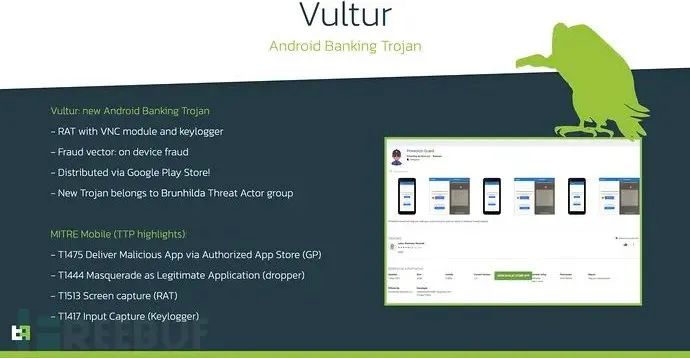 Vultur
Android Banking Trojan
Vultur: new Android Banking Trojan
- RAT with VNC module and keylogger
- Fraud vector: on device fraud
- Distributed via Google Play Store!
- New Trojan belongs to Brunhilda Threat Actor group
MITRE Mobile (TTP highlights):
- T1475 Deliver Malicious App via Authorized App Store (GP)
- T1444 Masquerade as Legitimate Application (dropper)
- T1513 Screen capture (RAT)
- T1417 Input Capture (Keylogger)
Protection Guard
REEBUF